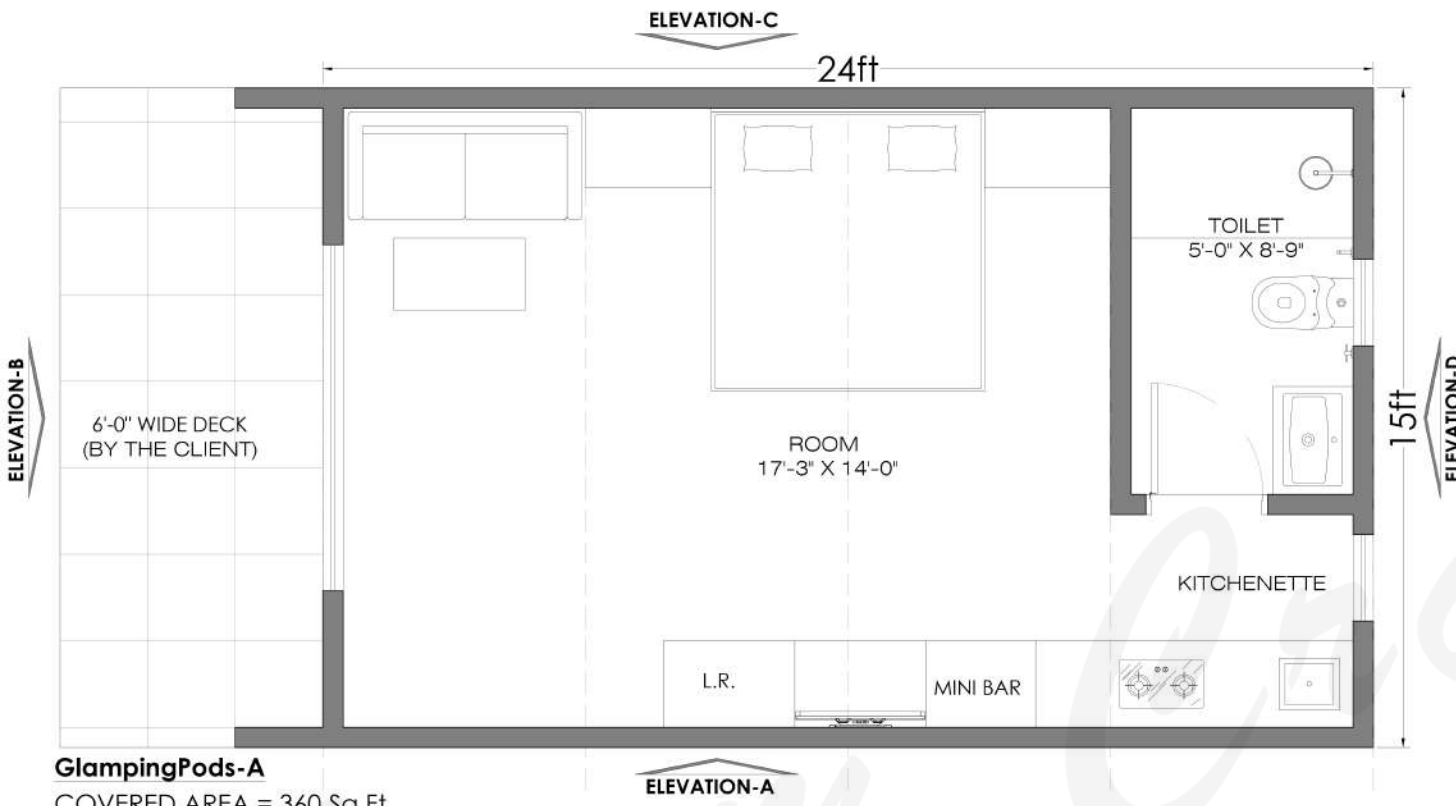 ELEVATION-C
24ft
TOILET
5'-0" X 8'-9"
ELEVATION-B
6'-0" WIDE DECK
(BY THE CLIENT)
ROOM
17'-3" X 14'-0"
15ft
ELEVATION-D
KITCHENETTE
L.R.
MINI BAR
GlampingPods-A
ELEVATION-A
COVERED AREA = 360 Sq.Ft.